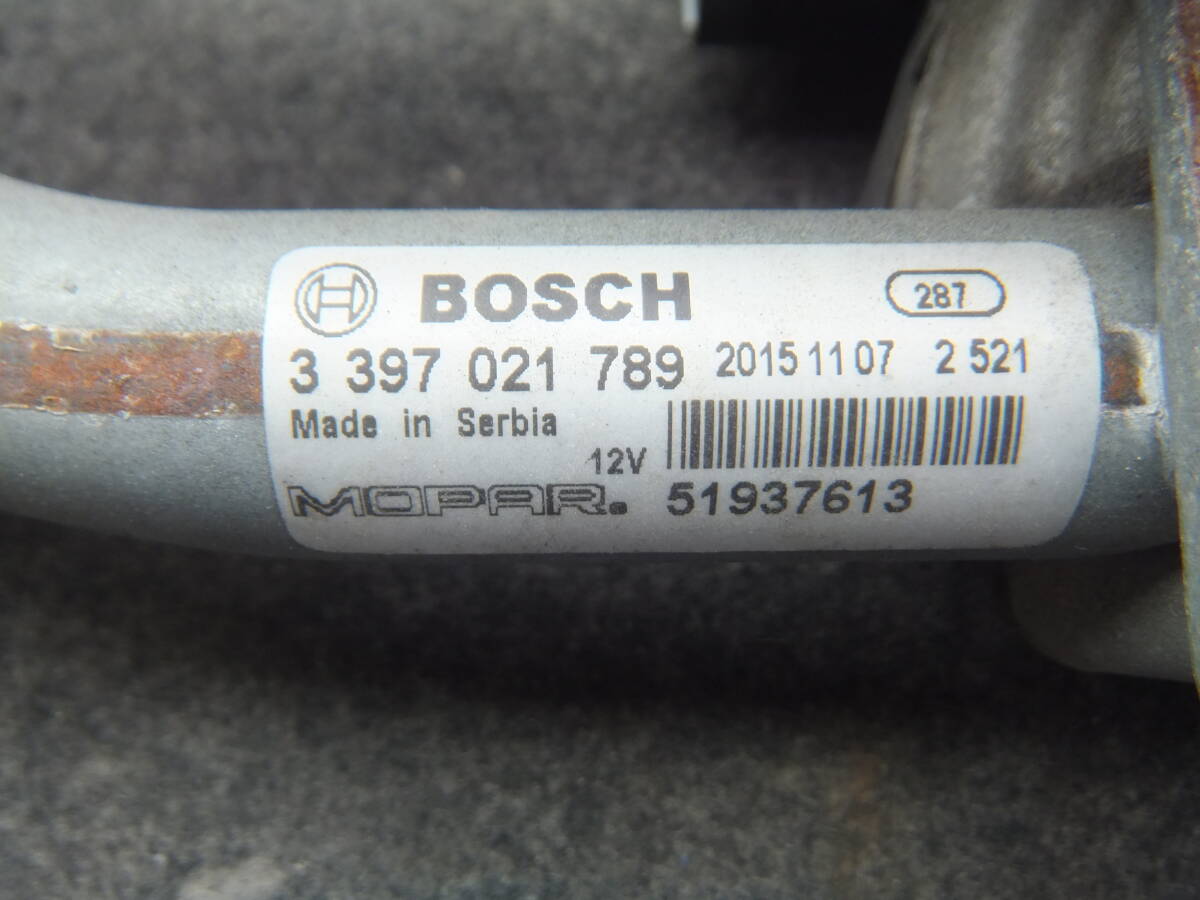 BOSCH 287
3 397 021 789 2015 11 07 2 521
Made in Serbia
12V
MOPAR. 51937613